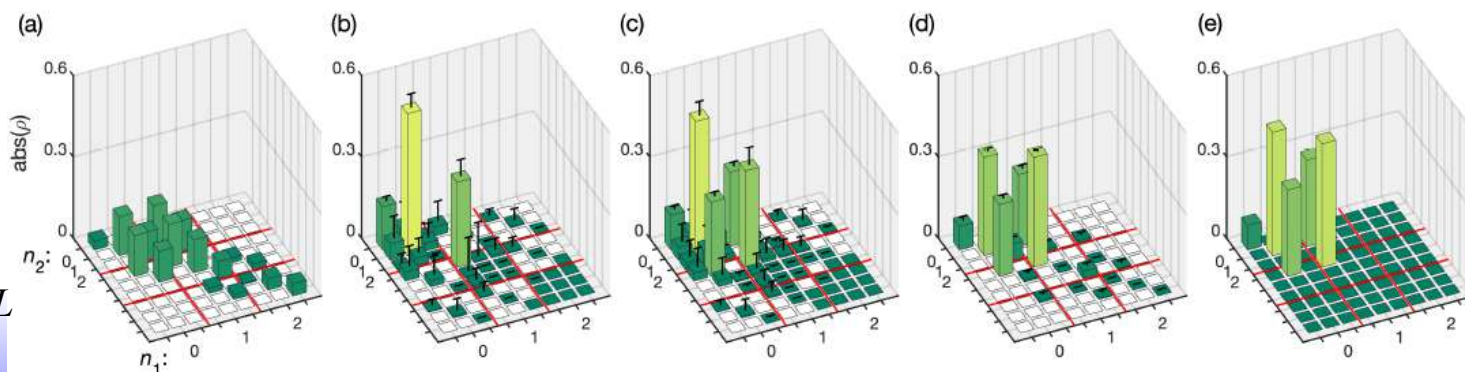 (a) (b) (c) (d) (e)
0.6 0.6 0.6 0.6 0.6
abs(ρ)
0.3 0.3 0.3 0.3 0.3
0 0 0 0 0
n2: 0 1 2 0 1 2 0 1 2 0 1 2 0 1 2
L
n1: 0 1 2 0 1 2 0 1 2 0 1 2 0 1 2